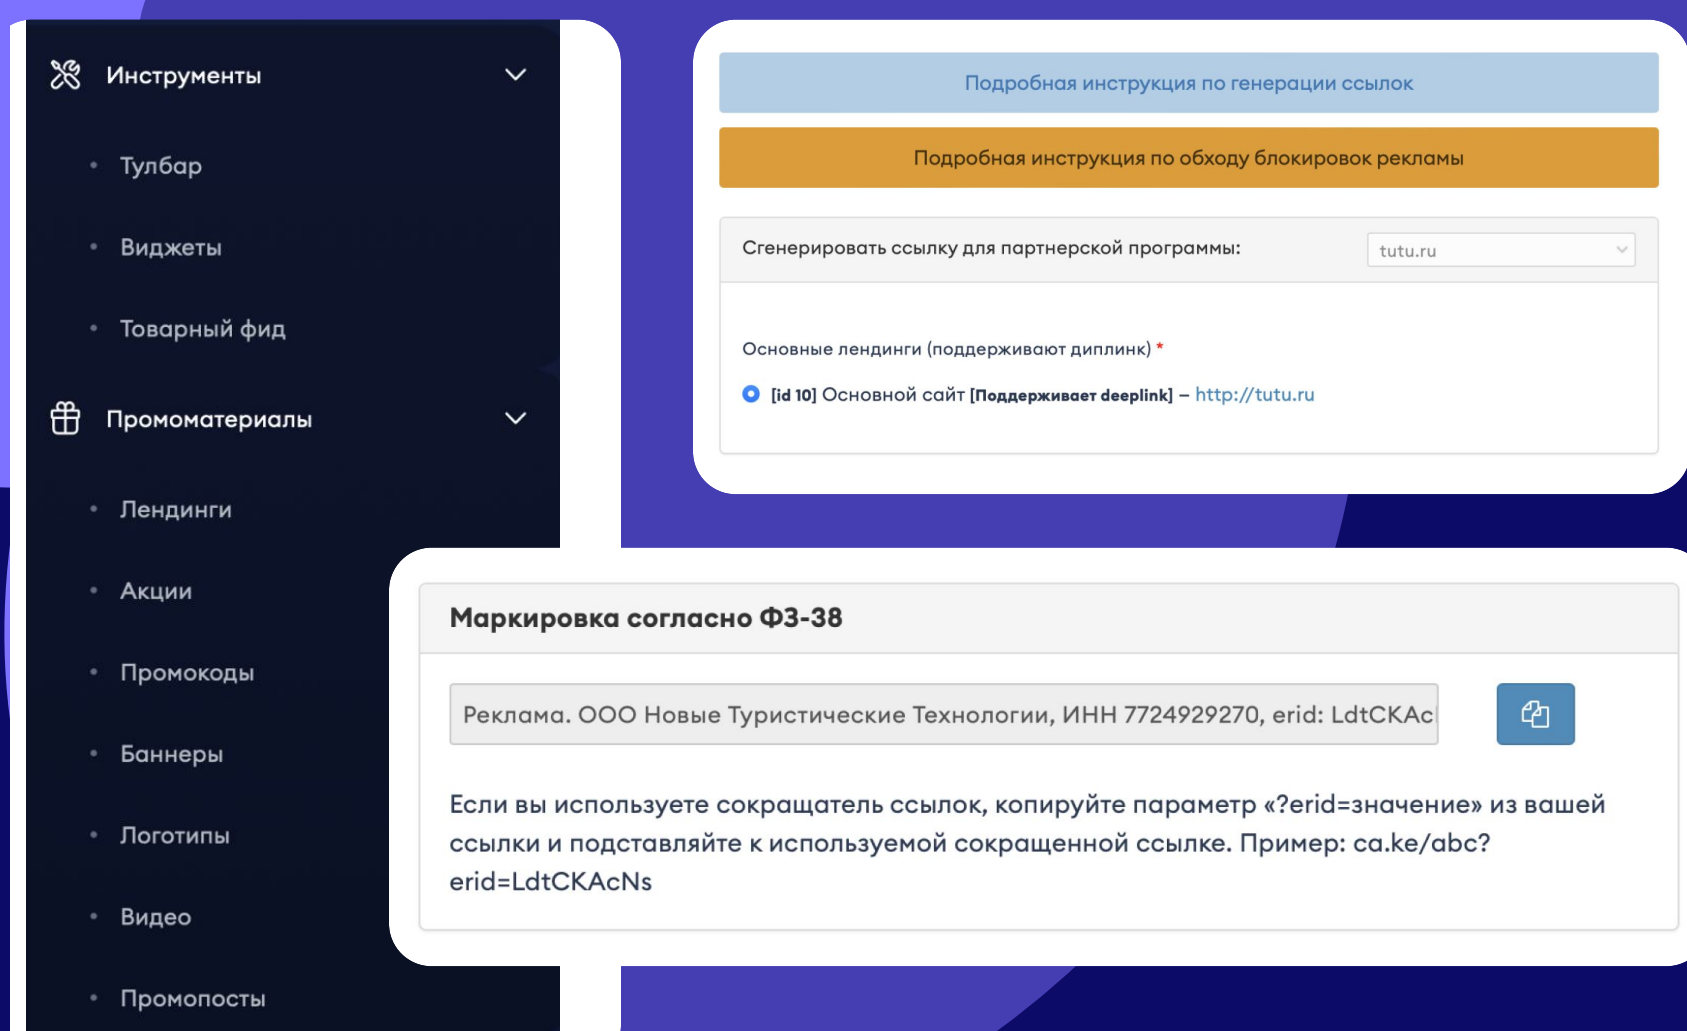 Инструменты
Тулбар
Виджеты
Товарный фид
Промоматериалы
Лендинги
Акции
Промокоды
Баннеры
Логотипы
Видео
Промопосты
Подробная инструкция по генерации ссылок
Подробная инструкция по обходу блокировок рекламы
Сгенерировать ссылку для партнерской программы: tutu.ru
Основные лендинги (поддерживают диплинк) *
[id 10] Основной сайт [Поддерживает deeplink] – http://tutu.ru
Маркировка согласно ФЗ-38
Реклама. ООО Новые Туристические Технологии, ИНН 7724929270, erid: LdtCKAc
Если вы используете сокращатель ссылок, копируйте параметр «?erid=значение» из вашей
ссылки и подставляйте к используемой сокращенной ссылке. Пример: ca.ke/abc?
erid=LdtCKAcNs